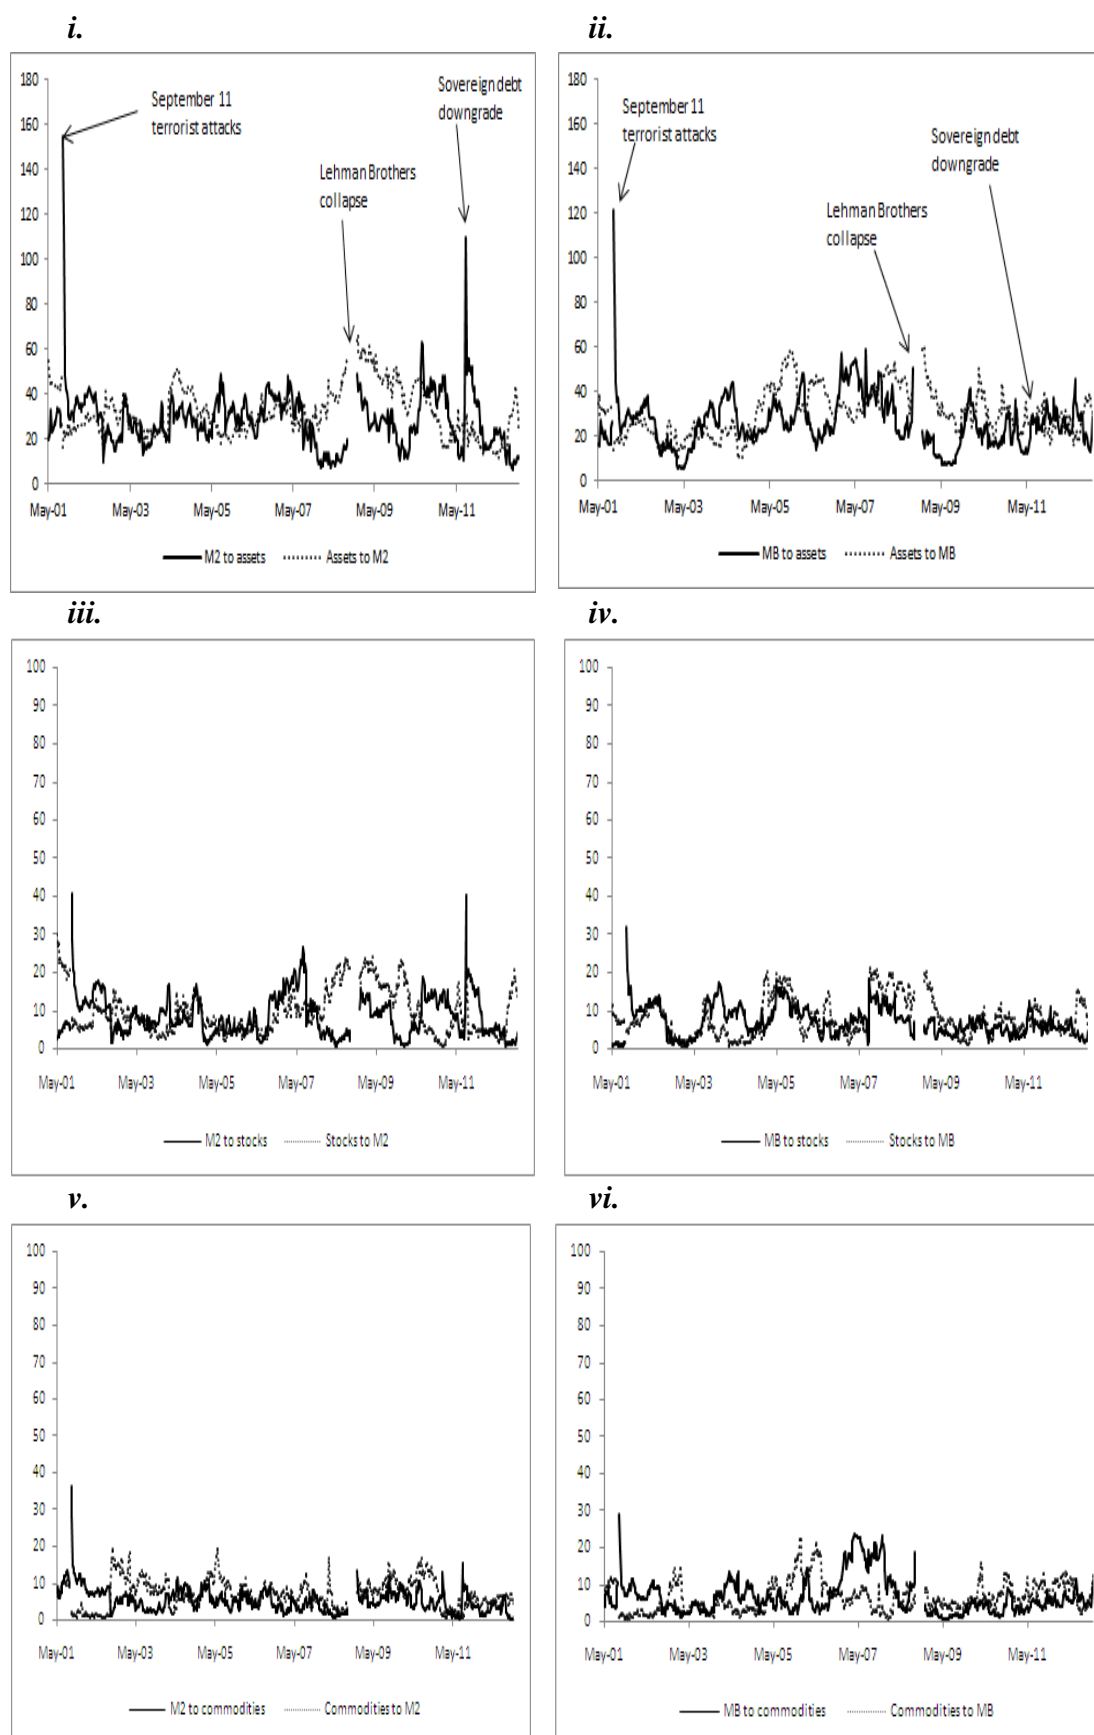 i.
180
160
140
120
100
80
60
40
20
0
September 11
terrorist attacks
Lehman Brothers
collapse
Sovereign debt
downgrade
May-01 May-03 May-05 May-07 May-09 May-11
M2 to assets Assets to M2
ii.
180
160
140
120
100
80
60
40
20
0
September 11
terrorist attacks
Lehman Brothers
collapse
Sovereign debt
downgrade
May-01 May-03 May-05 May-07 May-09 May-11
MB to assets Assets to MB
iii.
100
90
80
70
60
50
40
30
20
10
0
May-01 May-03 May-05 May-07 May-09 May-11
M2 to stocks Stocks to M2
iv.
100
90
80
70
60
50
40
30
20
10
0
May-01 May-03 May-05 May-07 May-09 May-11
MB to stocks Stocks to MB
v.
100
90
80
70
60
50
40
30
20
10
0
May-01 May-03 May-05 May-07 May-09 May-11
M2 to commodities Commodities to M2
vi.
100
90
80
70
60
50
40
30
20
10
0
May-01 May-03 May-05 May-07 May-09 May-11
MB to commodities Commodities to MB